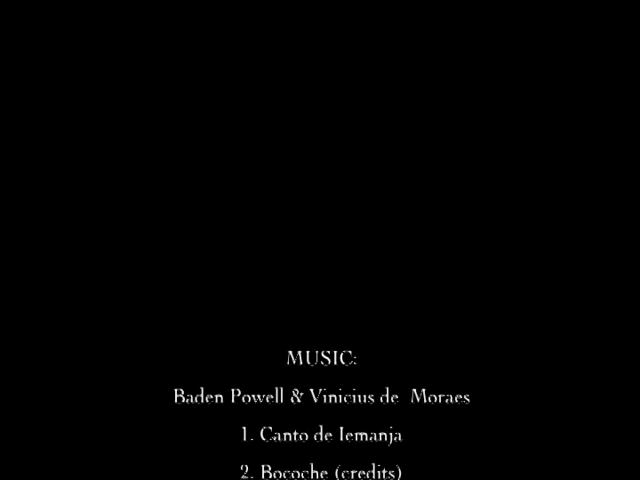 MUSIC:
Baden Powell & Vinicius de Moraes
1. Canto de Iemanja
2. Bocoche (credits)